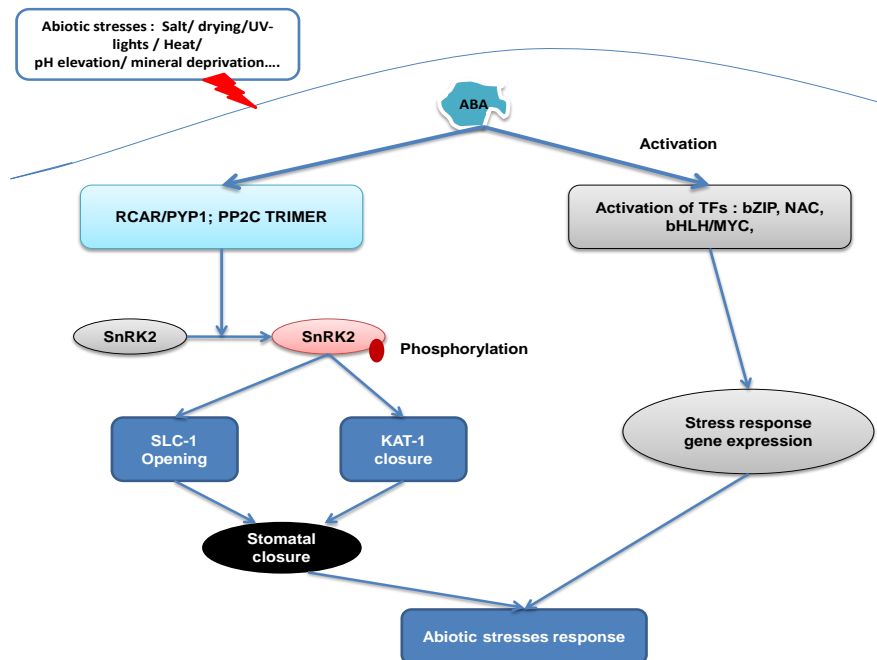 Abiotic stresses : Salt/ drying/UV-
lights / Heat/
pH elevation/ mineral deprivation....
ABA
Activation
RCAR/PYP1; PP2C TRIMER
Activation of TFs : bZIP, NAC,
bHLH/MYC,
SnRK2
SnRK2
Phosphorylation
SLC-1
Opening
KAT-1
closure
Stress response
gene expression
Stomatal
closure
Abiotic stresses response